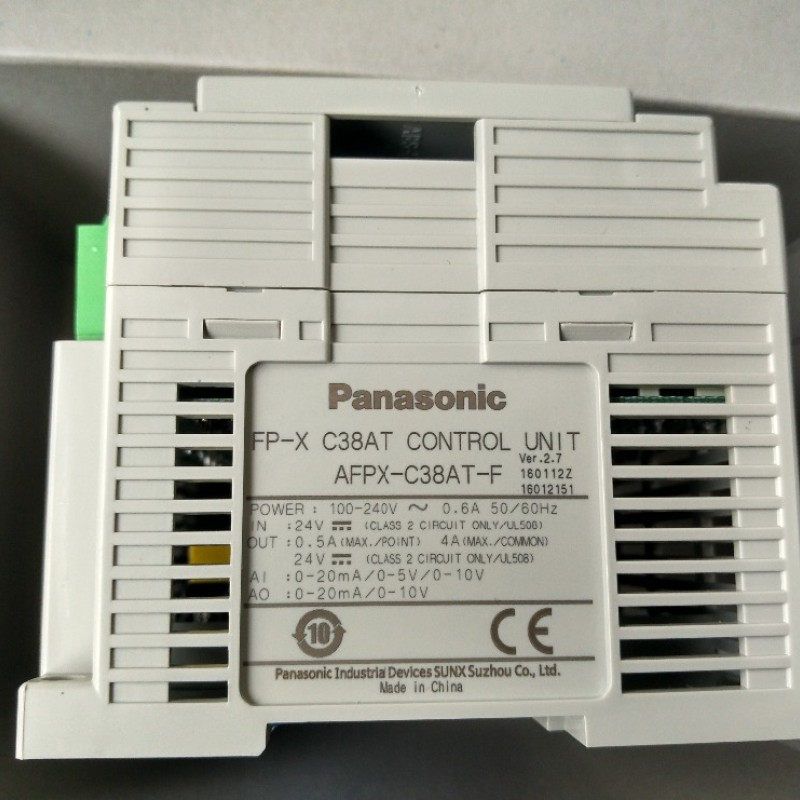 Panasonic
FP-X C38AT CONTROL UNIT
Ver.2.7
AFPX-C38AT-F 160112Z
16012151
POWER : 100-240V ~ 0.6A 50/60Hz
IN : 24V ⎓ (CLASS 2 CIRCUIT ONLY/UL508)
OUT : 0.5A (MAX./POINT) 4A (MAX./COMMON)
24V ⎓ (CLASS 2 CIRCUIT ONLY/UL508)
AI : 0-20mA/0-5V/0-10V
AO : 0-20mA/0-10V
10 CE
Panasonic Industrial Devices SUNX Suzhou Co., Ltd.
Made in China